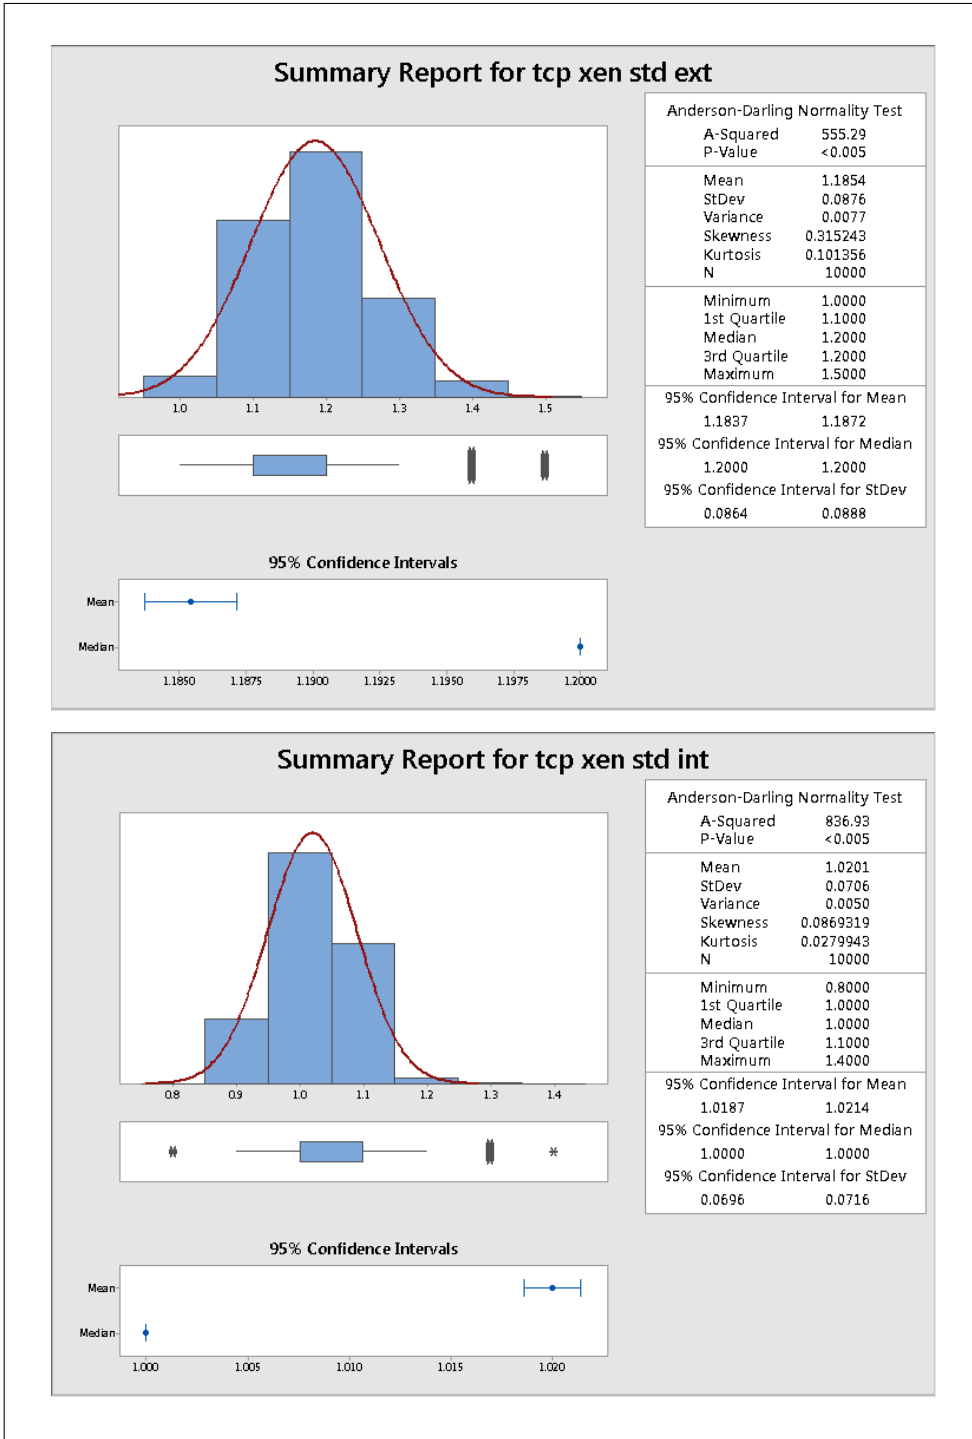 Summary Report for tcp xen std ext
Anderson-Darling Normality Test
A-Squared 555.29
P-Value <0.005
Mean 1.1854
StDev 0.0876
Variance 0.0077
Skewness 0.315243
Kurtosis 0.101356
N 10000
Minimum 1.0000
1st Quartile 1.1000
Median 1.2000
3rd Quartile 1.2000
Maximum 1.5000
95% Confidence Interval for Mean
1.1837 1.1872
95% Confidence Interval for Median
1.2000 1.2000
95% Confidence Interval for StDev
0.0864 0.0888
1.0 1.1 1.2 1.3 1.4 1.5
95% Confidence Intervals
Mean
Median
1.1850 1.1875 1.1900 1.1925 1.1950 1.1975 1.2000
Summary Report for tcp xen std int
Anderson-Darling Normality Test
A-Squared 836.93
P-Value <0.005
Mean 1.0201
StDev 0.0706
Variance 0.0050
Skewness 0.0869319
Kurtosis 0.0279943
N 10000
Minimum 0.8000
1st Quartile 1.0000
Median 1.0000
3rd Quartile 1.1000
Maximum 1.4000
95% Confidence Interval for Mean
1.0187 1.0214
95% Confidence Interval for Median
1.0000 1.0000
95% Confidence Interval for StDev
0.0696 0.0716
0.8 0.9 1.0 1.1 1.2 1.3 1.4
95% Confidence Intervals
Mean
Median
1.000 1.005 1.010 1.015 1.020